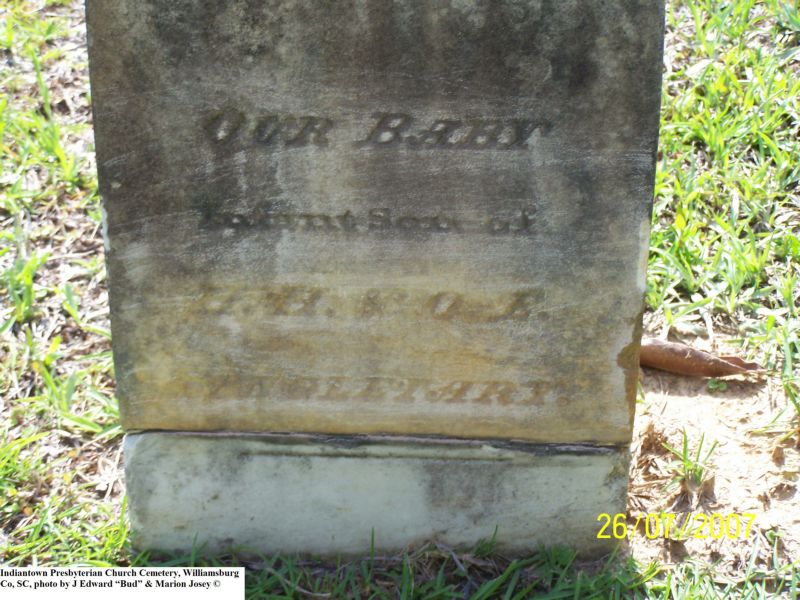 OUR BABY
Infant Son of
H. & O. E.
SINGLETARY.
26/07/2007
Indiantown Presbyterian Church Cemetery, Williamsburg
Co, SC, photo by J Edward “Bud” & Marion Josey ©